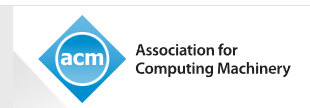 acm
Association for
Computing Machinery